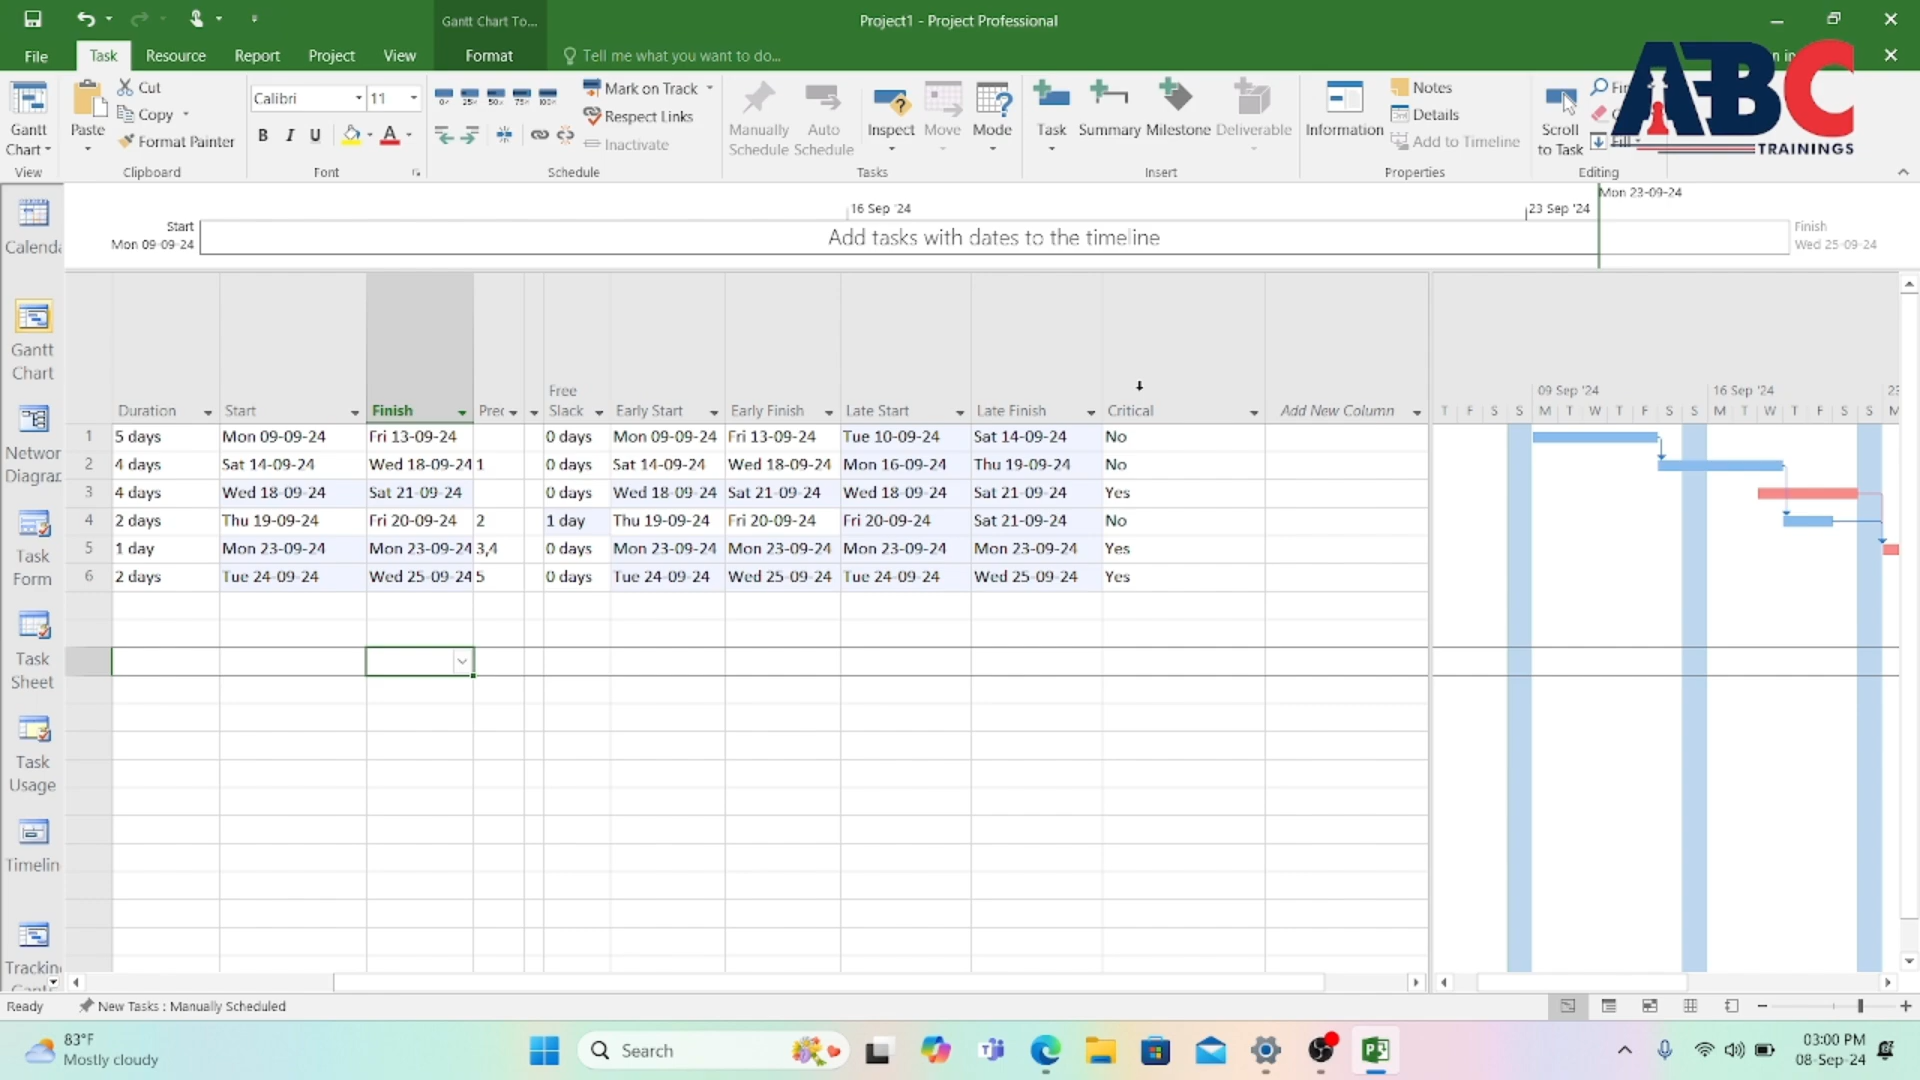 Gantt Chart To...
Project1 - Project Professional
File
Task
Resource
Report
Project
View
Format
Tell me what you want to do...
Gantt
Chart
View
Paste
Cut
Copy
Format Painter
Clipboard
Calibri
11
B I U
A
Font
0% 25% 50% 75% 100%
Mark on Track
Respect Links
Inactivate
Schedule
Manually
Schedule
Auto
Schedule
Inspect
Move
Mode
Tasks
Task
Summary
Milestone
Deliverable
Insert
Information
Notes
Details
Add to Timeline
Properties
Scroll
to Task
Fill
Editing
ABC
TRAININGS
Mon 23-09-24
16 Sep '24
23 Sep '24
Start
Mon 09-09-24
Add tasks with dates to the timeline
Finish
Wed 25-09-24
Calenda
Gantt
Chart
Networ
Diagrar
Task
Form
Task
Sheet
Task
Usage
Timelin
Trackin
Duration Start Finish Prec Free Slack Early Start Early Finish Late Start Late Finish Critical Add New Column
1 5 days Mon 09-09-24 Fri 13-09-24 0 days Mon 09-09-24 Fri 13-09-24 Tue 10-09-24 Sat 14-09-24 No
2 4 days Sat 14-09-24 Wed 18-09-24 1 0 days Sat 14-09-24 Wed 18-09-24 Mon 16-09-24 Thu 19-09-24 No
3 4 days Wed 18-09-24 Sat 21-09-24 0 days Wed 18-09-24 Sat 21-09-24 Wed 18-09-24 Sat 21-09-24 Yes
4 2 days Thu 19-09-24 Fri 20-09-24 2 1 day Thu 19-09-24 Fri 20-09-24 Fri 20-09-24 Sat 21-09-24 No
5 1 day Mon 23-09-24 Mon 23-09-24 3,4 0 days Mon 23-09-24 Mon 23-09-24 Mon 23-09-24 Mon 23-09-24 Yes
6 2 days Tue 24-09-24 Wed 25-09-24 5 0 days Tue 24-09-24 Wed 25-09-24 Tue 24-09-24 Wed 25-09-24 Yes
09 Sep '24 16 Sep '24 23
T F S S M T W T F S S M T W T F S S M
Ready
New Tasks : Manually Scheduled
83°F
Mostly cloudy
Search
03:00 PM
08-Sep-24